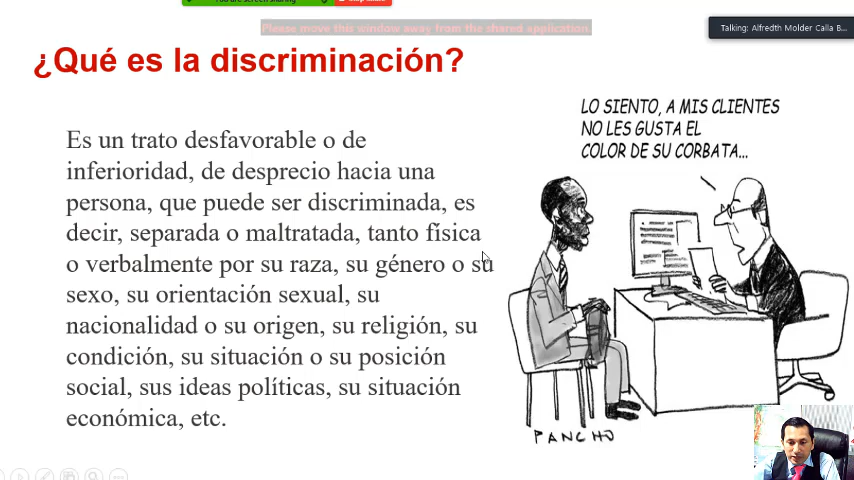 You are screen sharing
Please move this window away from the shared application.
Talking: Alfredth Molder Calla B...
¿Qué es la discriminación?
Es un trato desfavorable o de
inferioridad, de desprecio hacia una
persona, que puede ser discriminada, es
decir, separada o maltratada, tanto física
o verbalmente por su raza, su género o su
sexo, su orientación sexual, su
nacionalidad o su origen, su religión, su
condición, su situación o su posición
social, sus ideas políticas, su situación
económica, etc.
LO SIENTO, A MIS CLIENTES
NO LES GUSTA EL
COLOR DE SU CORBATA...
PANCHO